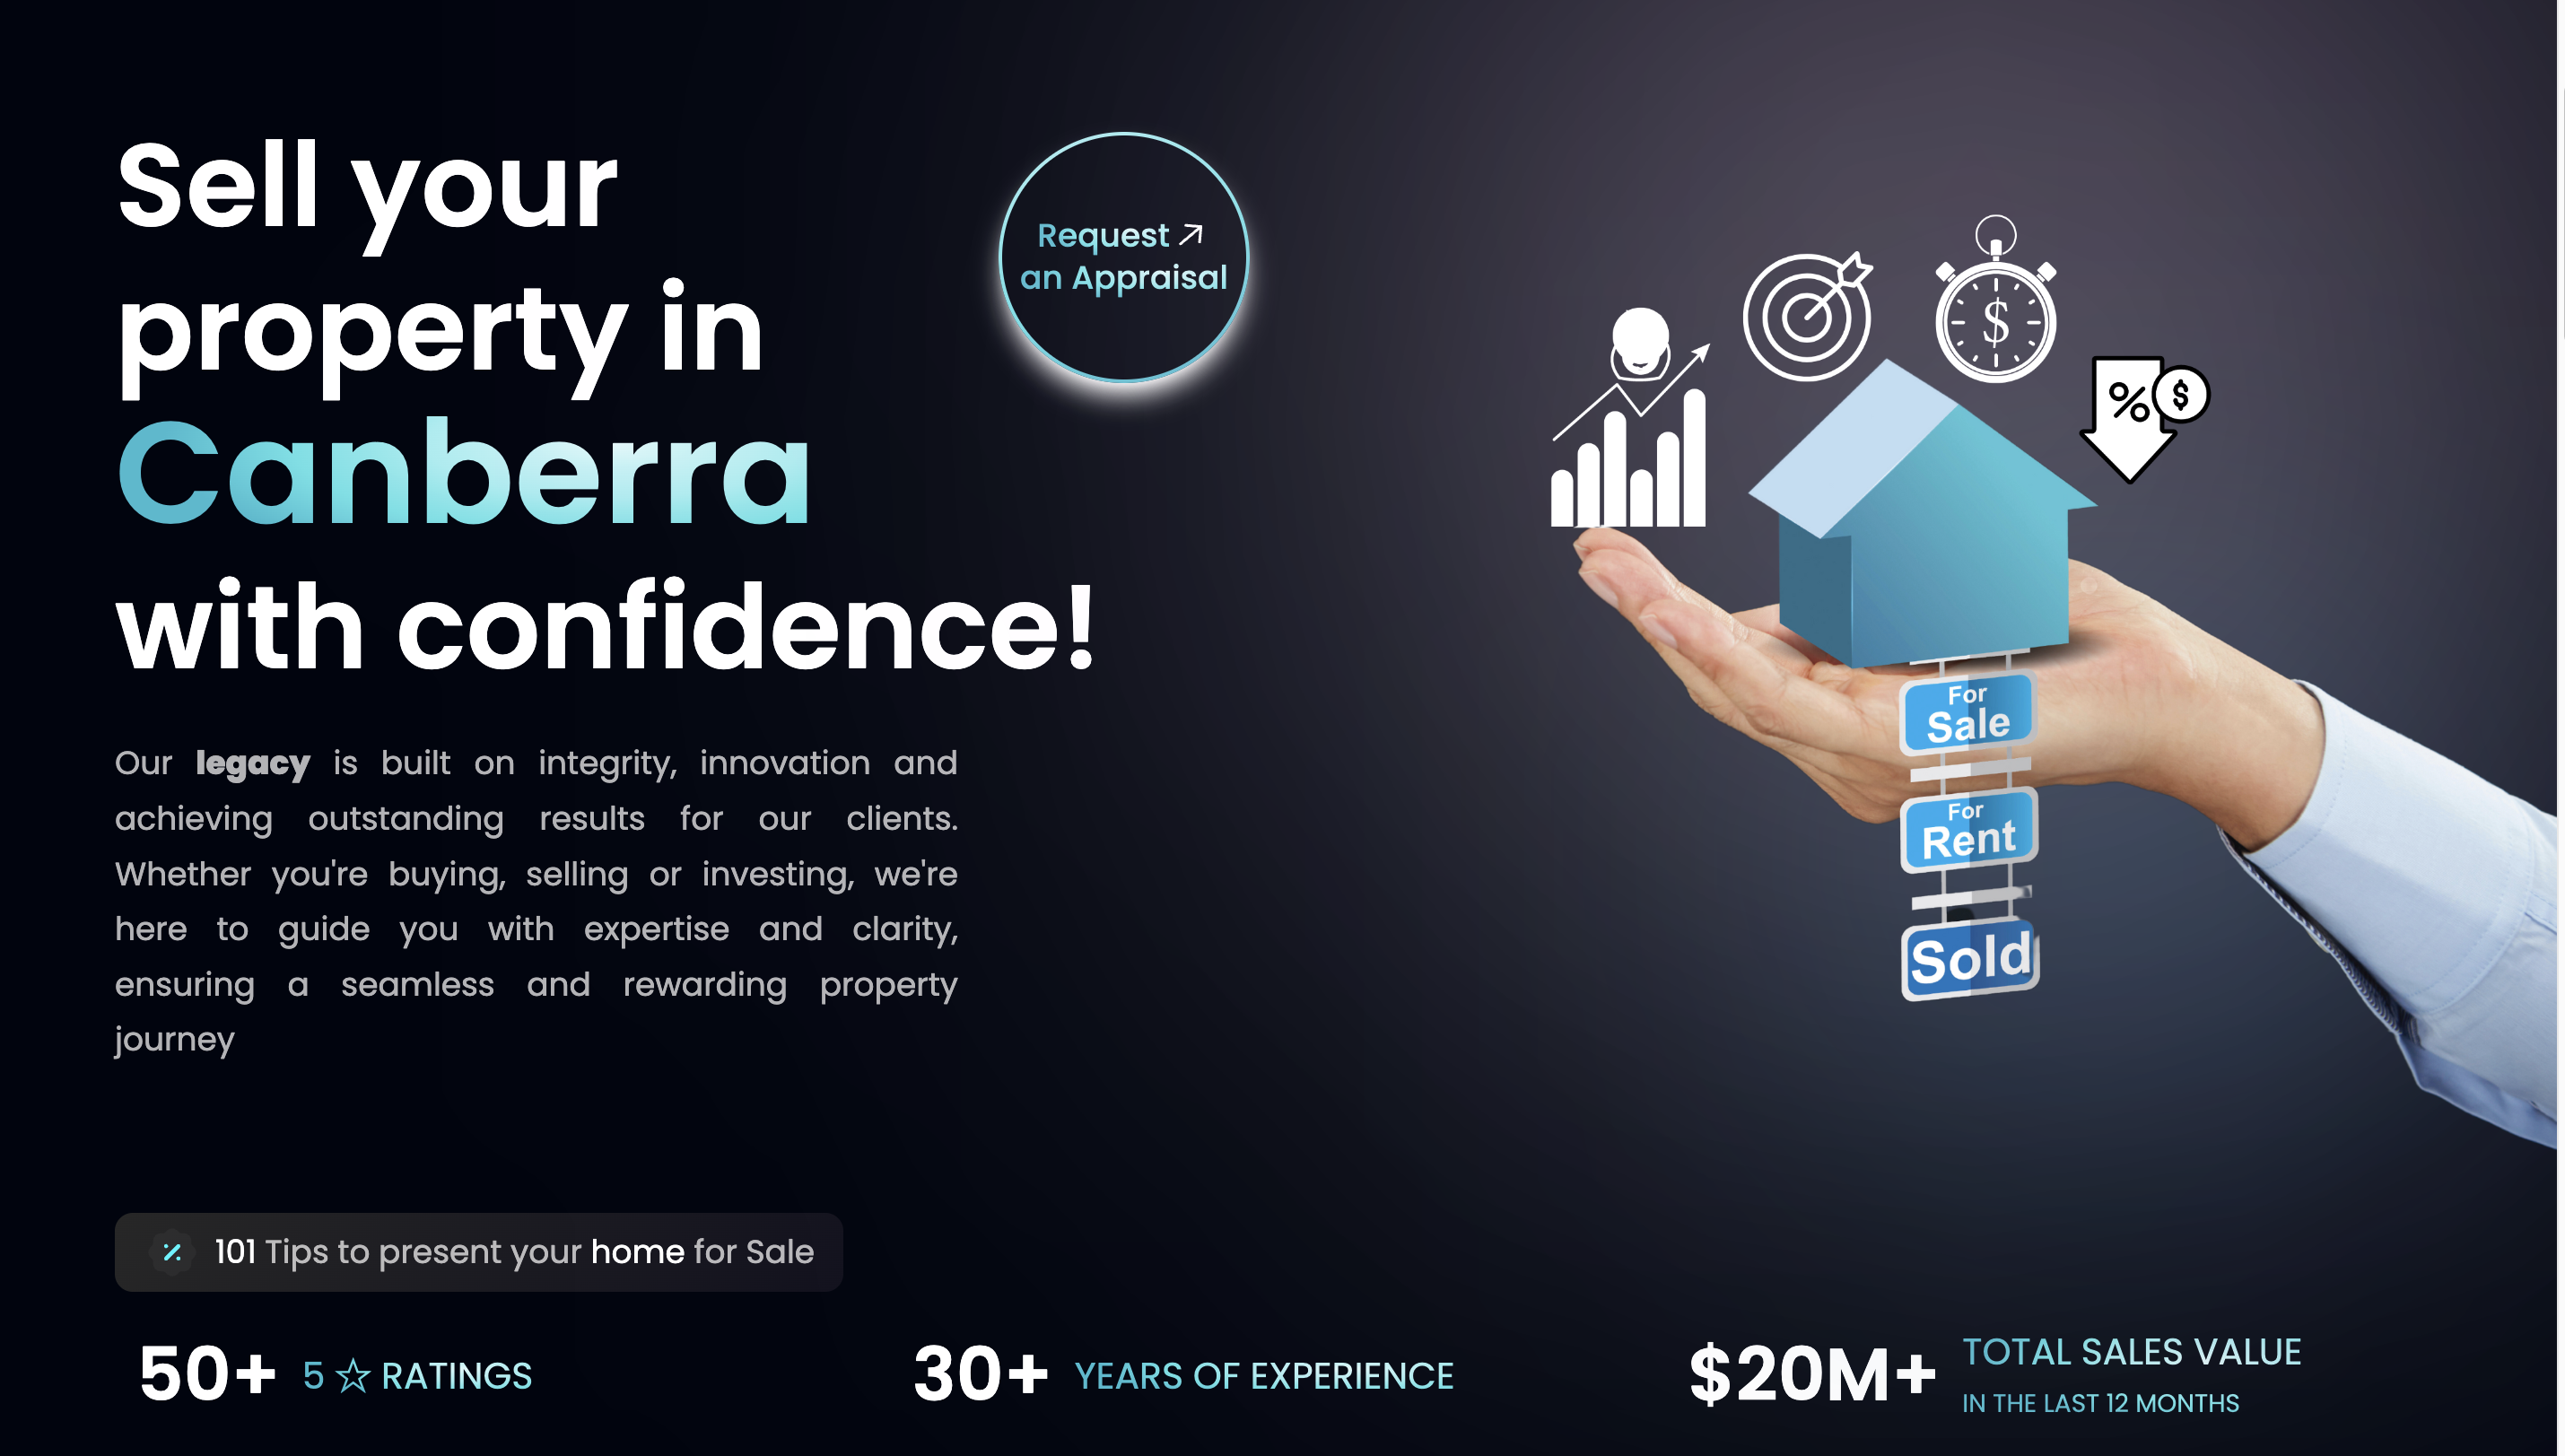 Sell your
property in
Canberra
with confidence!
Request ↗
an Appraisal
Our legacy is built on integrity, innovation and
achieving outstanding results for our clients.
Whether you're buying, selling or investing, we're
here to guide you with expertise and clarity,
ensuring a seamless and rewarding property
journey
$
% $
For
Sale
For
Rent
Sold
101 Tips to present your home for Sale
50+ 5 ☆ RATINGS
30+ YEARS OF EXPERIENCE
$20M+ TOTAL SALES VALUE
IN THE LAST 12 MONTHS